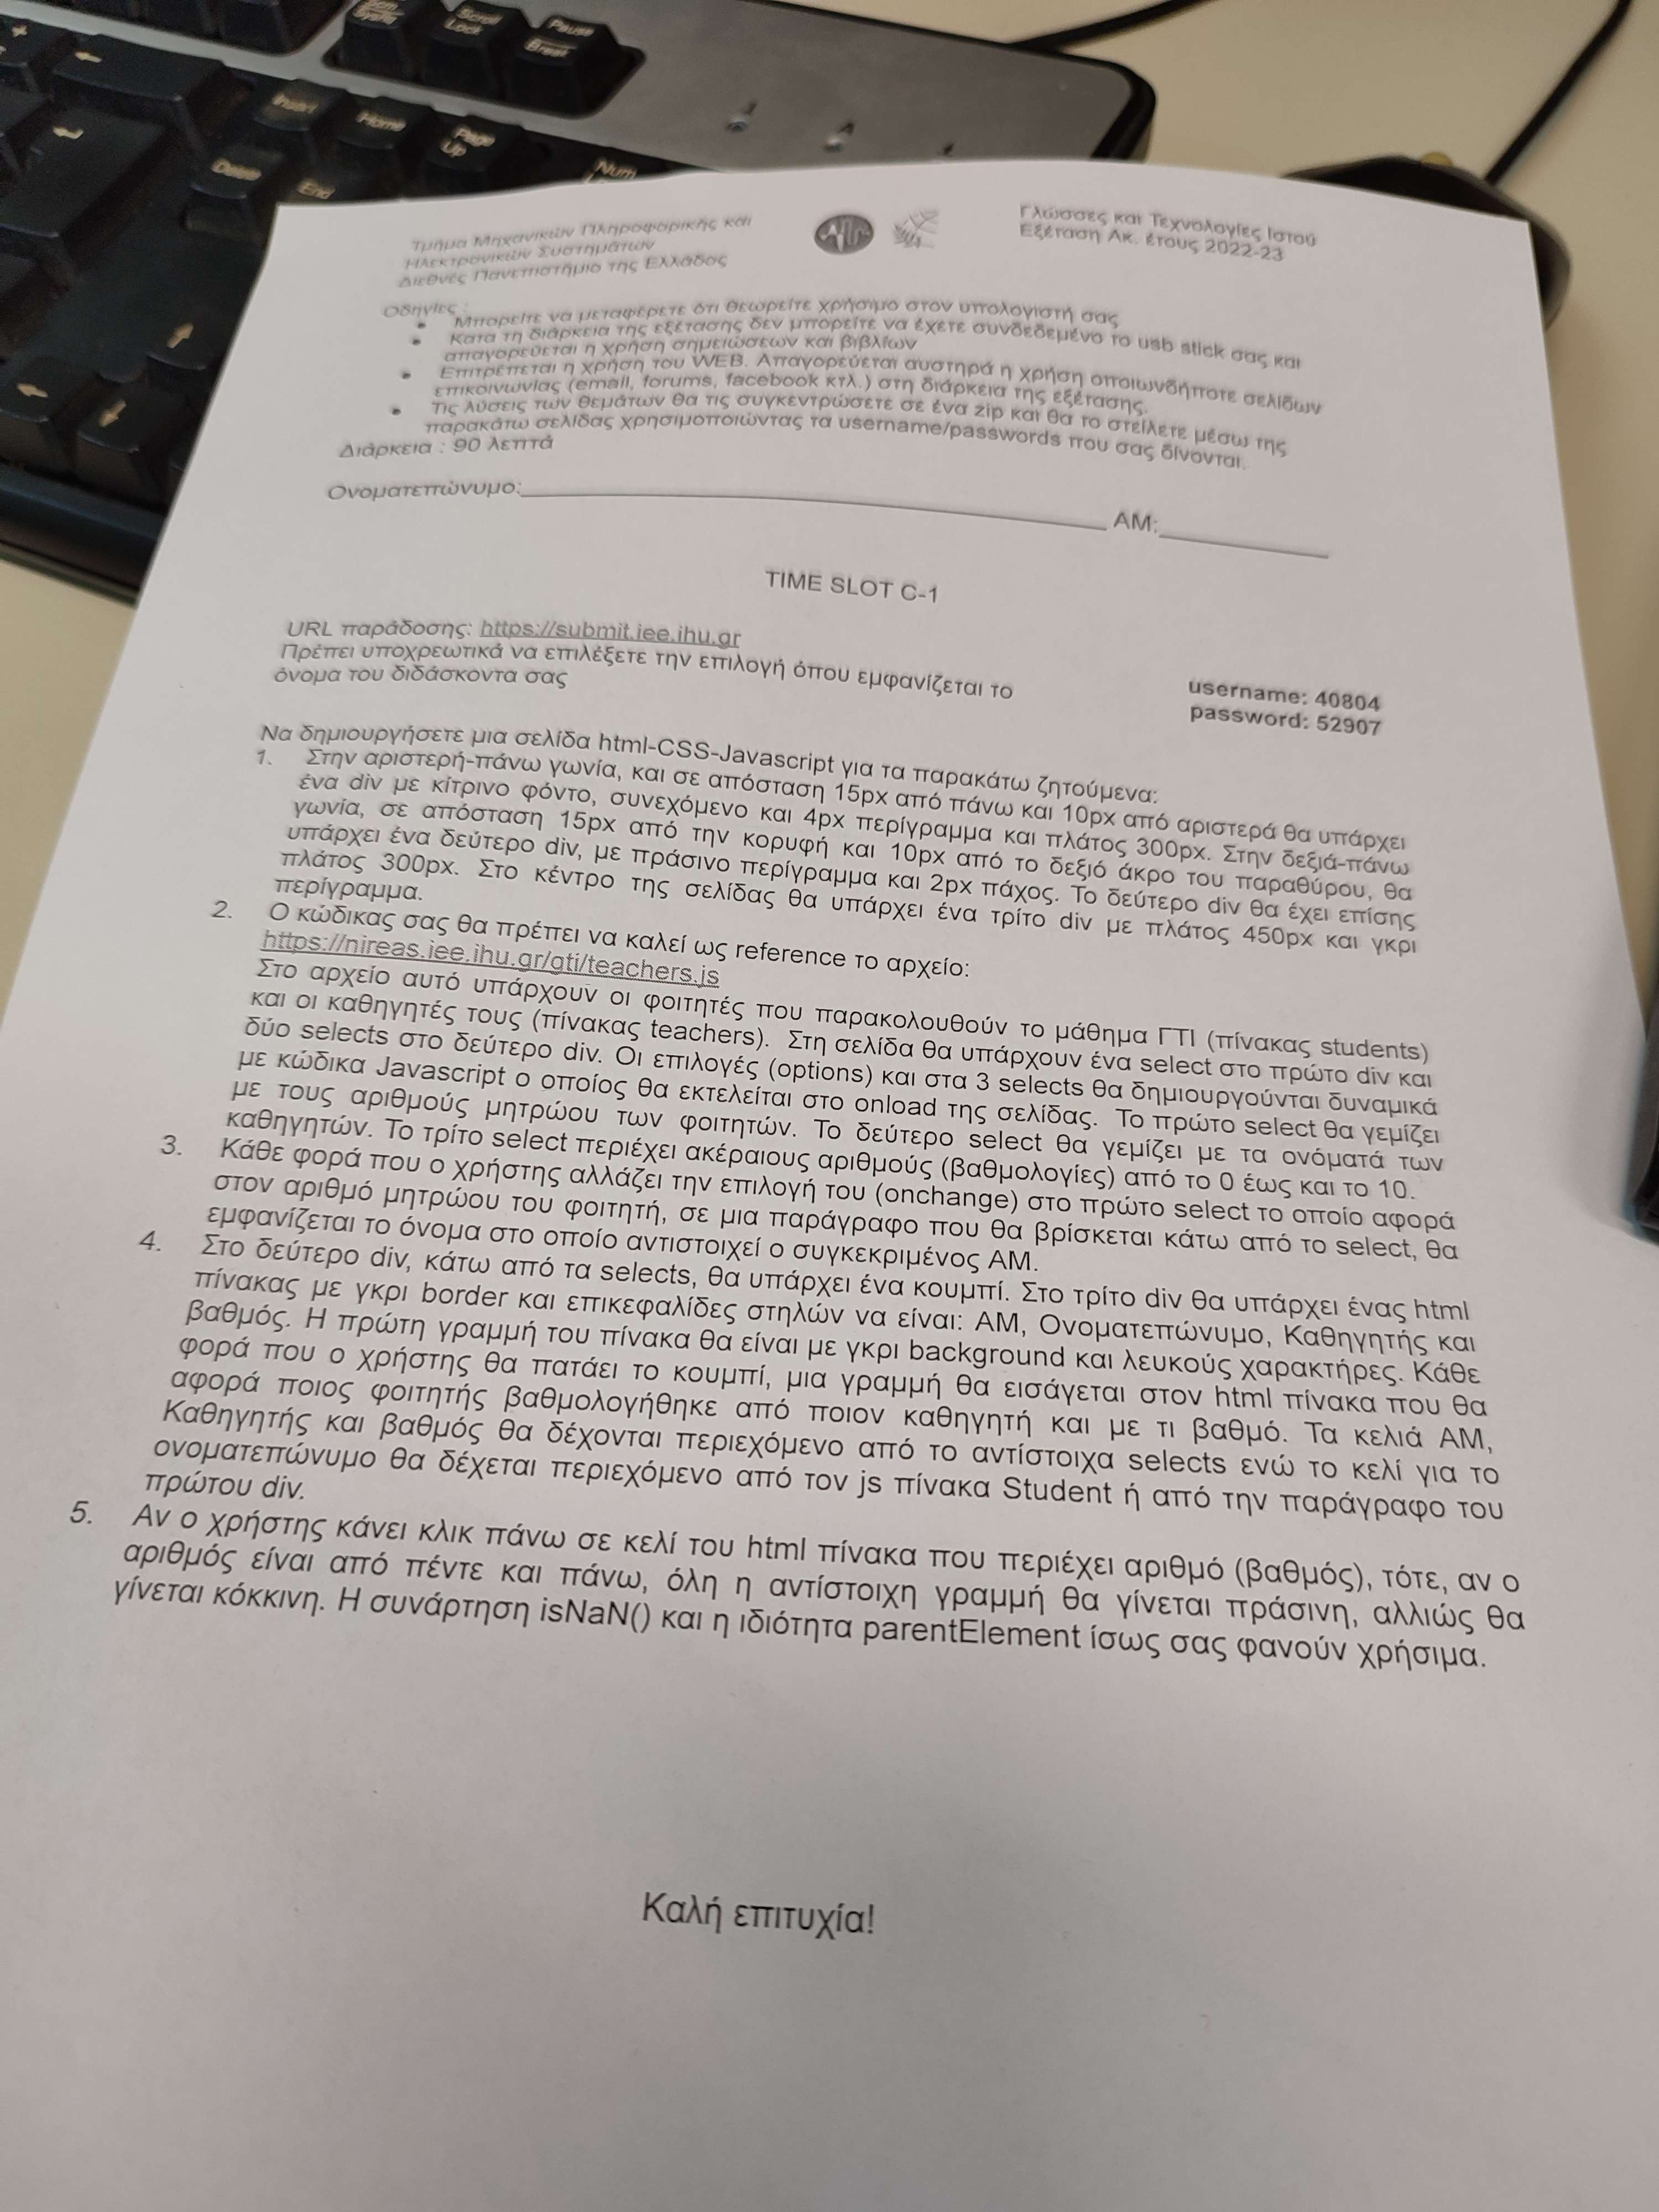 Scroll
Lock
Pause
Break
Insert
Home
Page
Up
Delete
End
Num
A
Τμήμα Μηχανικών Πληροφορικής και
Ηλεκτρονικών Συστημάτων
Διεθνές Πανεπιστήμιο της Ελλάδος
Γλώσσες και Τεχνολογίες Ιστού
Εξέταση Ακ. έτους 2022-23
Οδηγίες :
• Μπορείτε να μεταφέρετε ότι θεωρείτε χρήσιμο στον υπολογιστή σας
• Κατα τη διάρκεια της εξέτασης δεν μπορείτε να έχετε συνδεδεμένο το usb stick σας και
απαγορεύεται η χρήση σημειώσεων και βιβλίων
• Επιτρέπεται η χρήση του WEB. Απαγορεύεται αυστηρά η χρήση οποιωνδήποτε σελίδων
επικοινωνίας (email, forums, facebook κτλ.) στη διάρκεια της εξέτασης.
• Τις λύσεις των θεμάτων θα τις συγκεντρώσετε σε ένα zip και θα το στείλετε μέσω της
παρακάτω σελίδας χρησιμοποιώντας τα username/passwords που σας δίνονται.
Διάρκεια : 90 λεπτά
Ονοματεπώνυμο: ΑΜ:
TIME SLOT C-1
URL παράδοσης: https://submit.iee.ihu.gr
Πρέπει υποχρεωτικά να επιλέξετε την επιλογή όπου εμφανίζεται το
όνομα του διδάσκοντα σας
username: 40804
password: 52907
Να δημιουργήσετε μια σελίδα html-CSS-Javascript για τα παρακάτω ζητούμενα:
1. Στην αριστερή-πάνω γωνία, και σε απόσταση 15px από πάνω και 10px από αριστερά θα υπάρχει
ένα div με κίτρινο φόντο, συνεχόμενο και 4px περίγραμμα και πλάτος 300px. Στην δεξιά-πάνω
γωνία, σε απόσταση 15px από την κορυφή και 10px από το δεξιό άκρο του παραθύρου, θα
υπάρχει ένα δεύτερο div, με πράσινο περίγραμμα και 2px πάχος. Το δεύτερο div θα έχει επίσης
πλάτος 300px. Στο κέντρο της σελίδας θα υπάρχει ένα τρίτο div με πλάτος 450px και γκρι
περίγραμμα.
2. Ο κώδικας σας θα πρέπει να καλεί ως reference το αρχείο:
https://nireas.iee.ihu.gr/gti/teachers.js
Στο αρχείο αυτό υπάρχουν οι φοιτητές που παρακολουθούν το μάθημα ΓΤΙ (πίνακας students)
και οι καθηγητές τους (πίνακας teachers). Στη σελίδα θα υπάρχουν ένα select στο πρώτο div και
δύο selects στο δεύτερο div. Οι επιλογές (options) και στα 3 selects θα δημιουργούνται δυναμικά
με κώδικα Javascript ο οποίος θα εκτελείται στο onload της σελίδας. Το πρώτο select θα γεμίζει
με τους αριθμούς μητρώου των φοιτητών. Το δεύτερο select θα γεμίζει με τα ονόματά των
καθηγητών. Το τρίτο select περιέχει ακέραιους αριθμούς (βαθμολογίες) από το 0 έως και το 10.
3. Κάθε φορά που ο χρήστης αλλάζει την επιλογή του (onchange) στο πρώτο select το οποίο αφορά
στον αριθμό μητρώου του φοιτητή, σε μια παράγραφο που θα βρίσκεται κάτω από το select, θα
εμφανίζεται το όνομα στο οποίο αντιστοιχεί ο συγκεκριμένος ΑΜ.
4. Στο δεύτερο div, κάτω από τα selects, θα υπάρχει ένα κουμπί. Στο τρίτο div θα υπάρχει ένας html
πίνακας με γκρι border και επικεφαλίδες στηλών να είναι: ΑΜ, Ονοματεπώνυμο, Καθηγητής και
βαθμός. Η πρώτη γραμμή του πίνακα θα είναι με γκρι background και λευκούς χαρακτήρες. Κάθε
φορά που ο χρήστης θα πατάει το κουμπί, μια γραμμή θα εισάγεται στον html πίνακα που θα
αφορά ποιος φοιτητής βαθμολογήθηκε από ποιον καθηγητή και με τι βαθμό. Τα κελιά ΑΜ,
Καθηγητής και βαθμός θα δέχονται περιεχόμενο από το αντίστοιχα selects ενώ το κελί για το
ονοματεπώνυμο θα δέχεται περιεχόμενο από τον js πίνακα Student ή από την παράγραφο του
πρώτου div.
5. Αν ο χρήστης κάνει κλικ πάνω σε κελί του html πίνακα που περιέχει αριθμό (βαθμός), τότε, αν ο
αριθμός είναι από πέντε και πάνω, όλη η αντίστοιχη γραμμή θα γίνεται πράσινη, αλλιώς θα
γίνεται κόκκινη. Η συνάρτηση isNaN() και η ιδιότητα parentElement ίσως σας φανούν χρήσιμα.
Καλή επιτυχία!